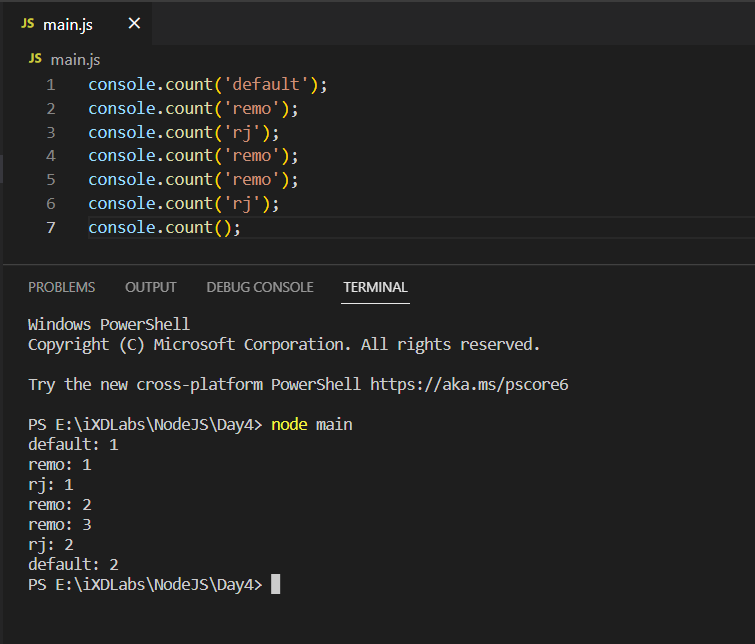 JS main.js ×
JS main.js
1 console.count('default');
2 console.count('remo');
3 console.count('rj');
4 console.count('remo');
5 console.count('remo');
6 console.count('rj');
7 console.count();
PROBLEMS OUTPUT DEBUG CONSOLE TERMINAL
Windows PowerShell
Copyright (C) Microsoft Corporation. All rights reserved.
Try the new cross-platform PowerShell https://aka.ms/pscore6
PS E:\iXDLabs\NodeJS\Day4> node main
default: 1
remo: 1
rj: 1
remo: 2
remo: 3
rj: 2
default: 2
PS E:\iXDLabs\NodeJS\Day4>